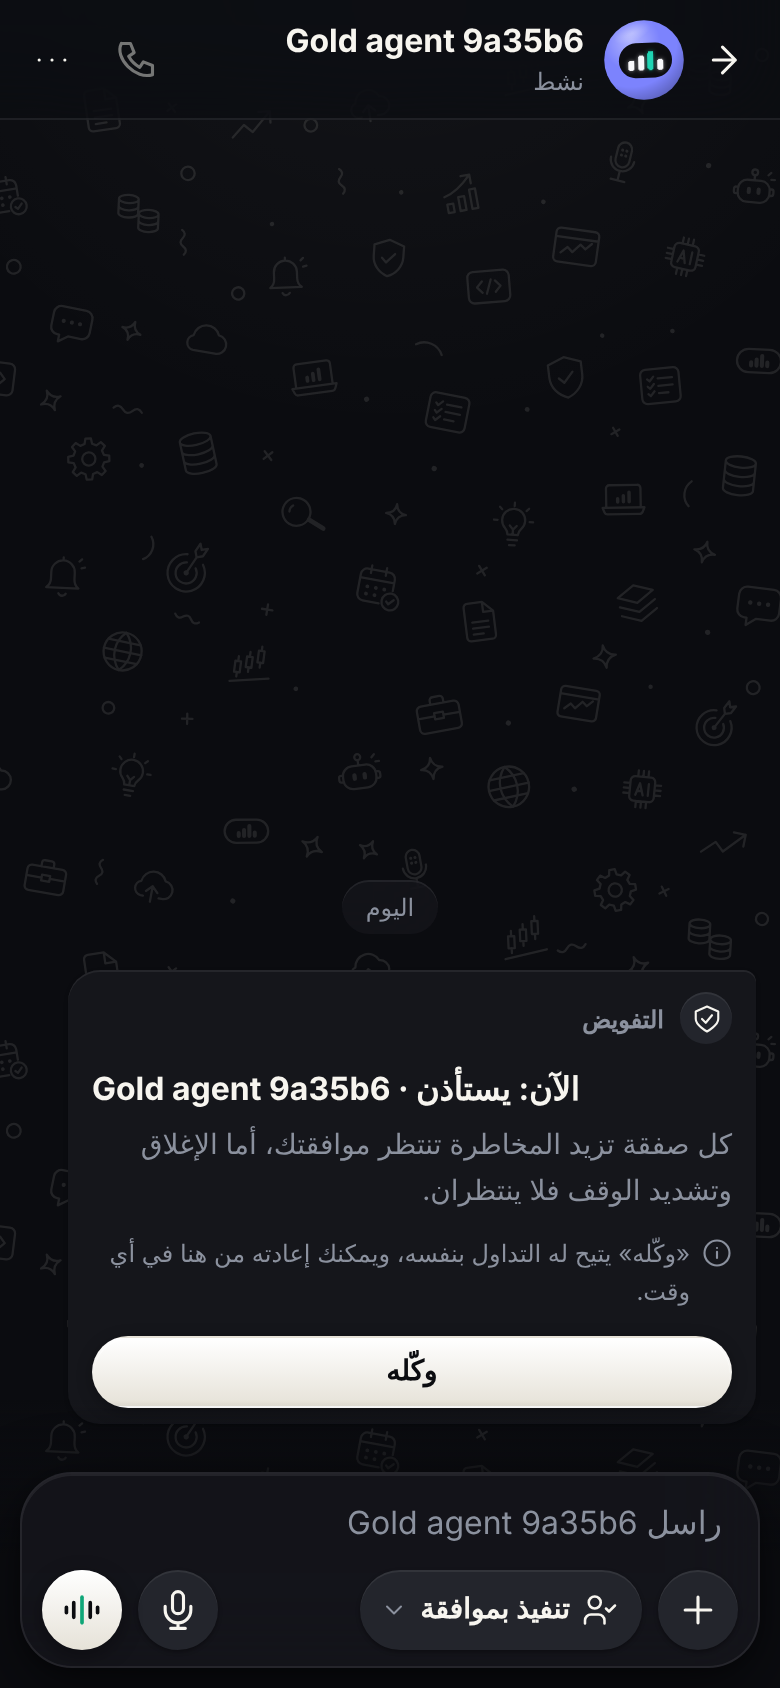 Gold agent 9a35b6
نشط
اليوم
التفويض
Gold agent 9a35b6 · الآن: يستأذن
كل صفقة تزيد المخاطرة تنتظر موافقتك، أما الإغلاق
وتشديد الوقف فلا ينتظران.
«وكّله» يتيح له التداول بنفسه، ويمكنك إعادته من هنا في أي
وقت.
وكّله
راسل Gold agent 9a35b6
تنفيذ بموافقة